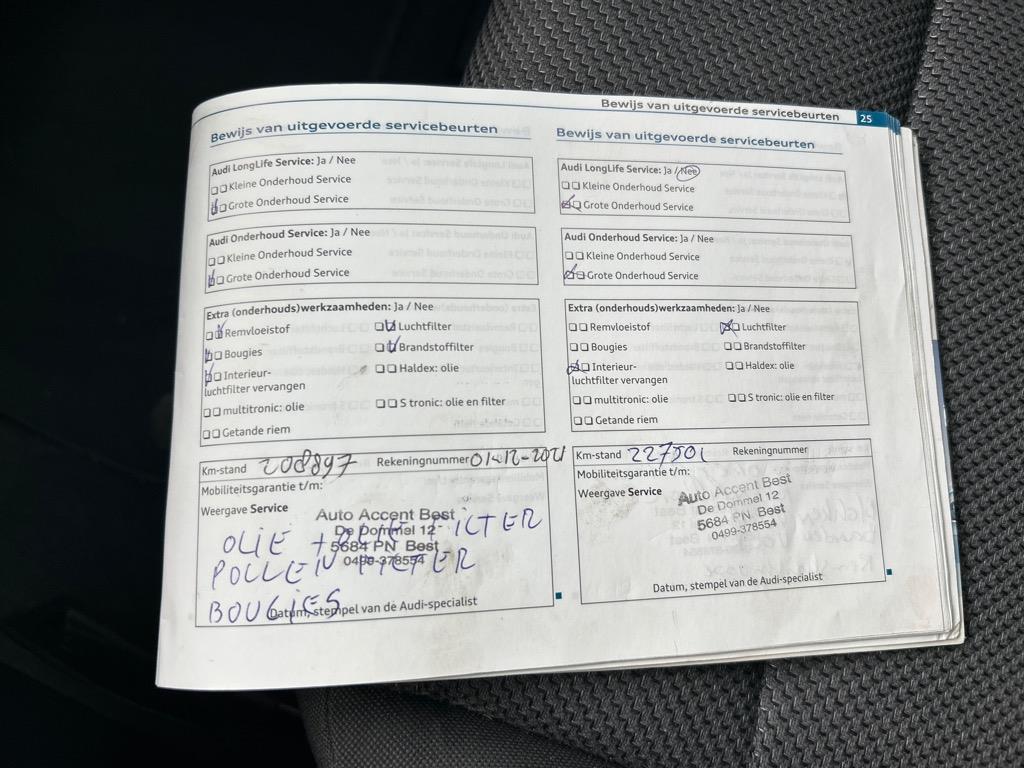 Bewijs van uitgevoerde servicebeurten 25
Bewijs van uitgevoerde servicebeurten
Audi LongLife Service: Ja / Nee
Kleine Onderhoud Service
Grote Onderhoud Service
Audi Onderhoud Service: Ja / Nee
Kleine Onderhoud Service
Grote Onderhoud Service
Extra (onderhouds)werkzaamheden: Ja / Nee
Remvloeistof
Luchtfilter
Bougies
Brandstoffilter
Interieur-
luchtfilter vervangen
Haldex: olie
multitronic: olie
S tronic: olie en filter
Getande riem
Km-stand 208897 Rekeningnummer 01-12-2021
Mobiliteitsgarantie t/m:
Weergave Service
Auto Accent Best
De Dommel 12
5684 PN Best
0499-378554
OLIE +
POLLEN FILTER
BOUGIES
Datum, stempel van de Audi-specialist
Bewijs van uitgevoerde servicebeurten
Audi LongLife Service: Ja / Nee
Kleine Onderhoud Service
Grote Onderhoud Service
Audi Onderhoud Service: Ja / Nee
Kleine Onderhoud Service
Grote Onderhoud Service
Extra (onderhouds)werkzaamheden: Ja / Nee
Remvloeistof
Luchtfilter
Bougies
Brandstoffilter
Interieur-
luchtfilter vervangen
Haldex: olie
multitronic: olie
S tronic: olie en filter
Getande riem
Km-stand 227501 Rekeningnummer
Mobiliteitsgarantie t/m:
Weergave Service
Auto Accent Best
De Dommel 12
5684 PN Best
0499-378554
Datum, stempel van de Audi-specialist